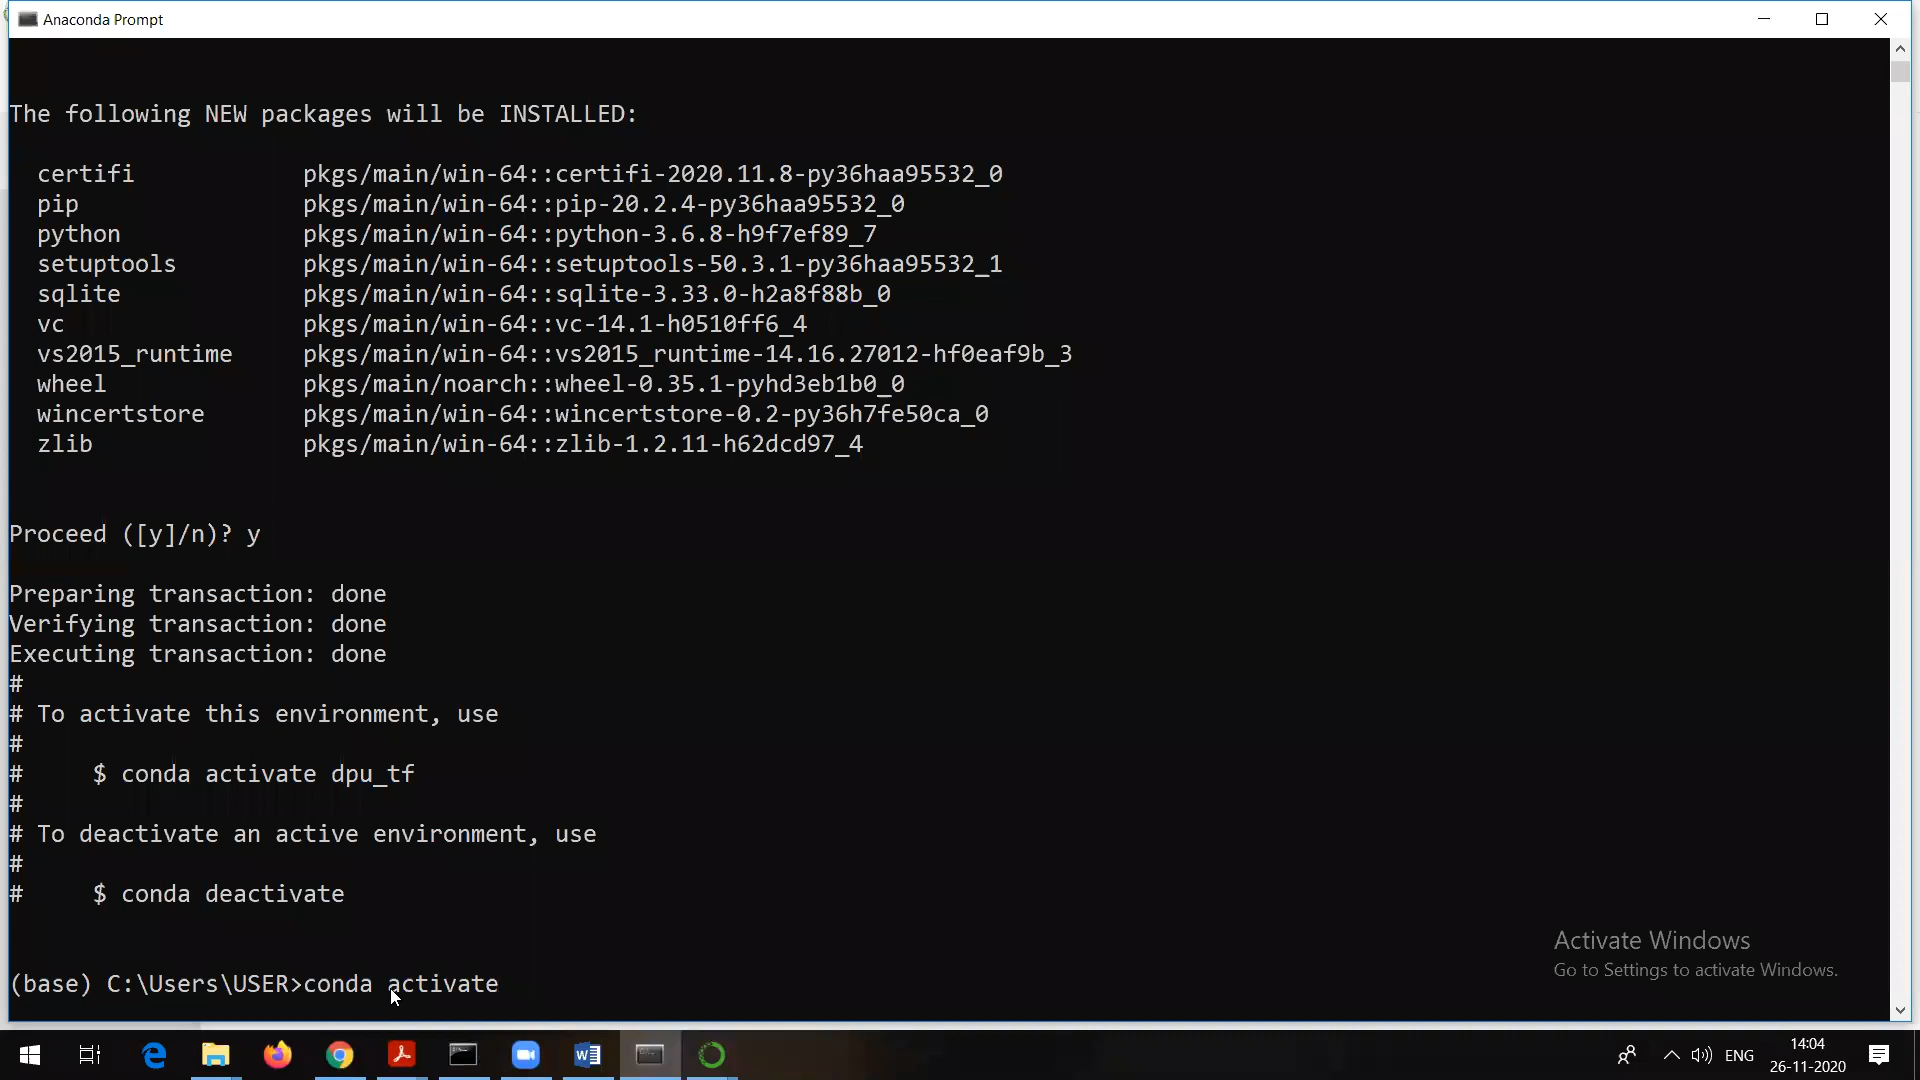 Anaconda Prompt
The following NEW packages will be INSTALLED:
certifi pkgs/main/win-64::certifi-2020.11.8-py36haa95532_0
pip pkgs/main/win-64::pip-20.2.4-py36haa95532_0
python pkgs/main/win-64::python-3.6.8-h9f7ef89_7
setuptools pkgs/main/win-64::setuptools-50.3.1-py36haa95532_1
sqlite pkgs/main/win-64::sqlite-3.33.0-h2a8f88b_0
vc pkgs/main/win-64::vc-14.1-h0510ff6_4
vs2015_runtime pkgs/main/win-64::vs2015_runtime-14.16.27012-hf0eaf9b_3
wheel pkgs/main/noarch::wheel-0.35.1-pyhd3eb1b0_0
wincertstore pkgs/main/win-64::wincertstore-0.2-py36h7fe50ca_0
zlib pkgs/main/win-64::zlib-1.2.11-h62dcd97_4
Proceed ([y]/n)? y
Preparing transaction: done
Verifying transaction: done
Executing transaction: done
#
# To activate this environment, use
#
# $ conda activate dpu_tf
#
# To deactivate an active environment, use
#
# $ conda deactivate
(base) C:\Users\USER>conda activate
Activate Windows
Go to Settings to activate Windows.
ENG
14:04
26-11-2020